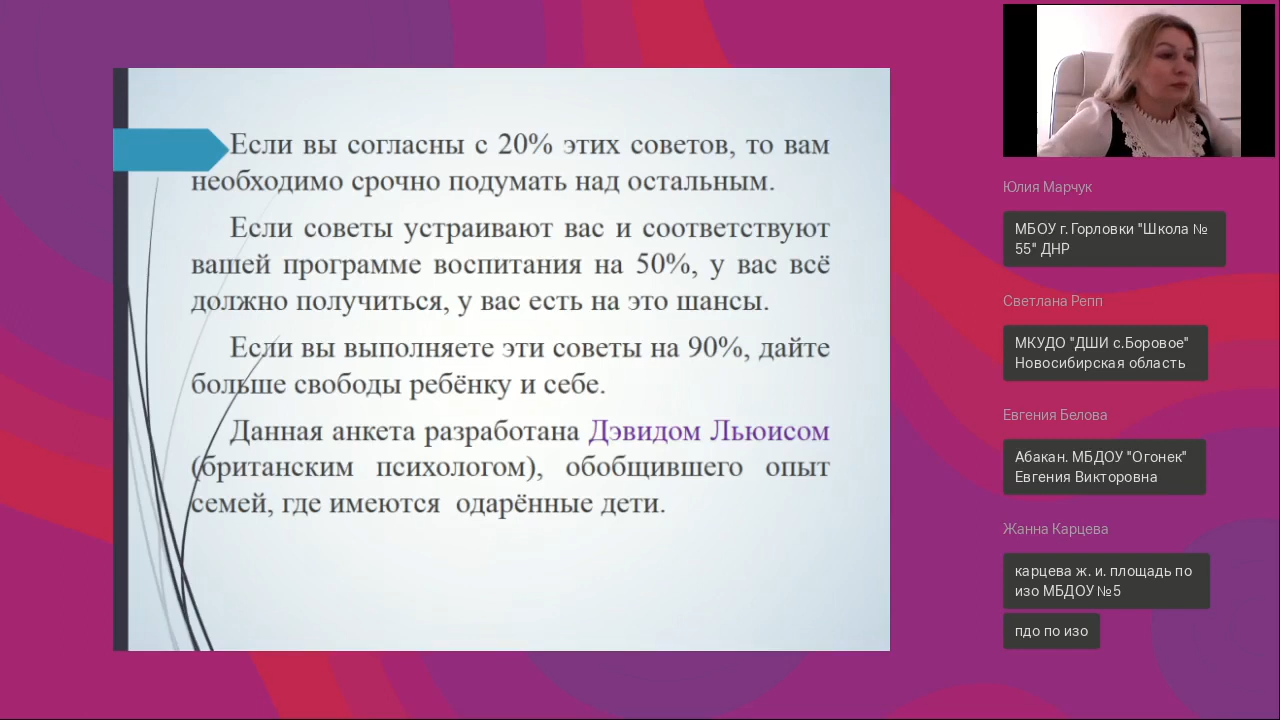 Если вы согласны с 20% этих советов, то вам
необходимо срочно подумать над остальным.
Если советы устраивают вас и соответствуют
вашей программе воспитания на 50%, у вас всё
должно получиться, у вас есть на это шансы.
Если вы выполняете эти советы на 90%, дайте
больше свободы ребёнку и себе.
Данная анкета разработана Дэвидом Льюисом
(британским психологом), обобщившего опыт
семей, где имеются одарённые дети.
Юлия Марчук
МБОУ г. Горловки "Школа №
55" ДНР
Светлана Репп
МКУДО "ДШИ с.Боровое"
Новосибирская область
Евгения Белова
Абакан. МБДОУ "Огонек"
Евгения Викторовна
Жанна Карцева
карцева ж. и. площадь по
изо МБДОУ №5
пдо по изо